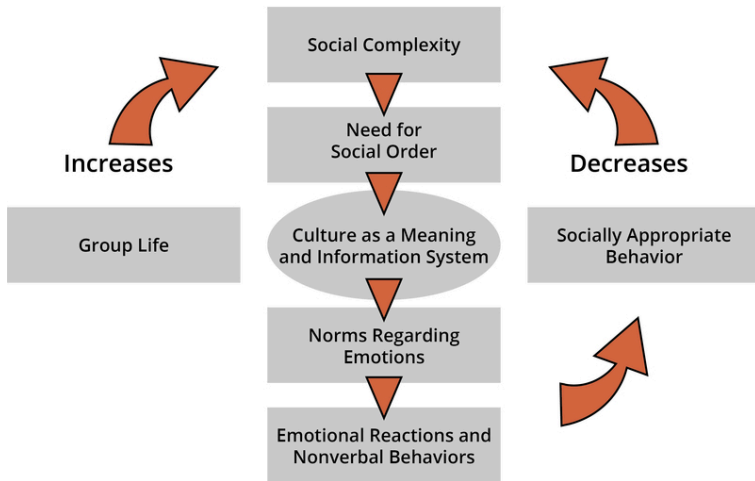 Social Complexity
Need for
Social Order
Increases
Decreases
Group Life
Culture as a Meaning
and Information System
Socially Appropriate
Behavior
Norms Regarding
Emotions
Emotional Reactions and
Nonverbal Behaviors